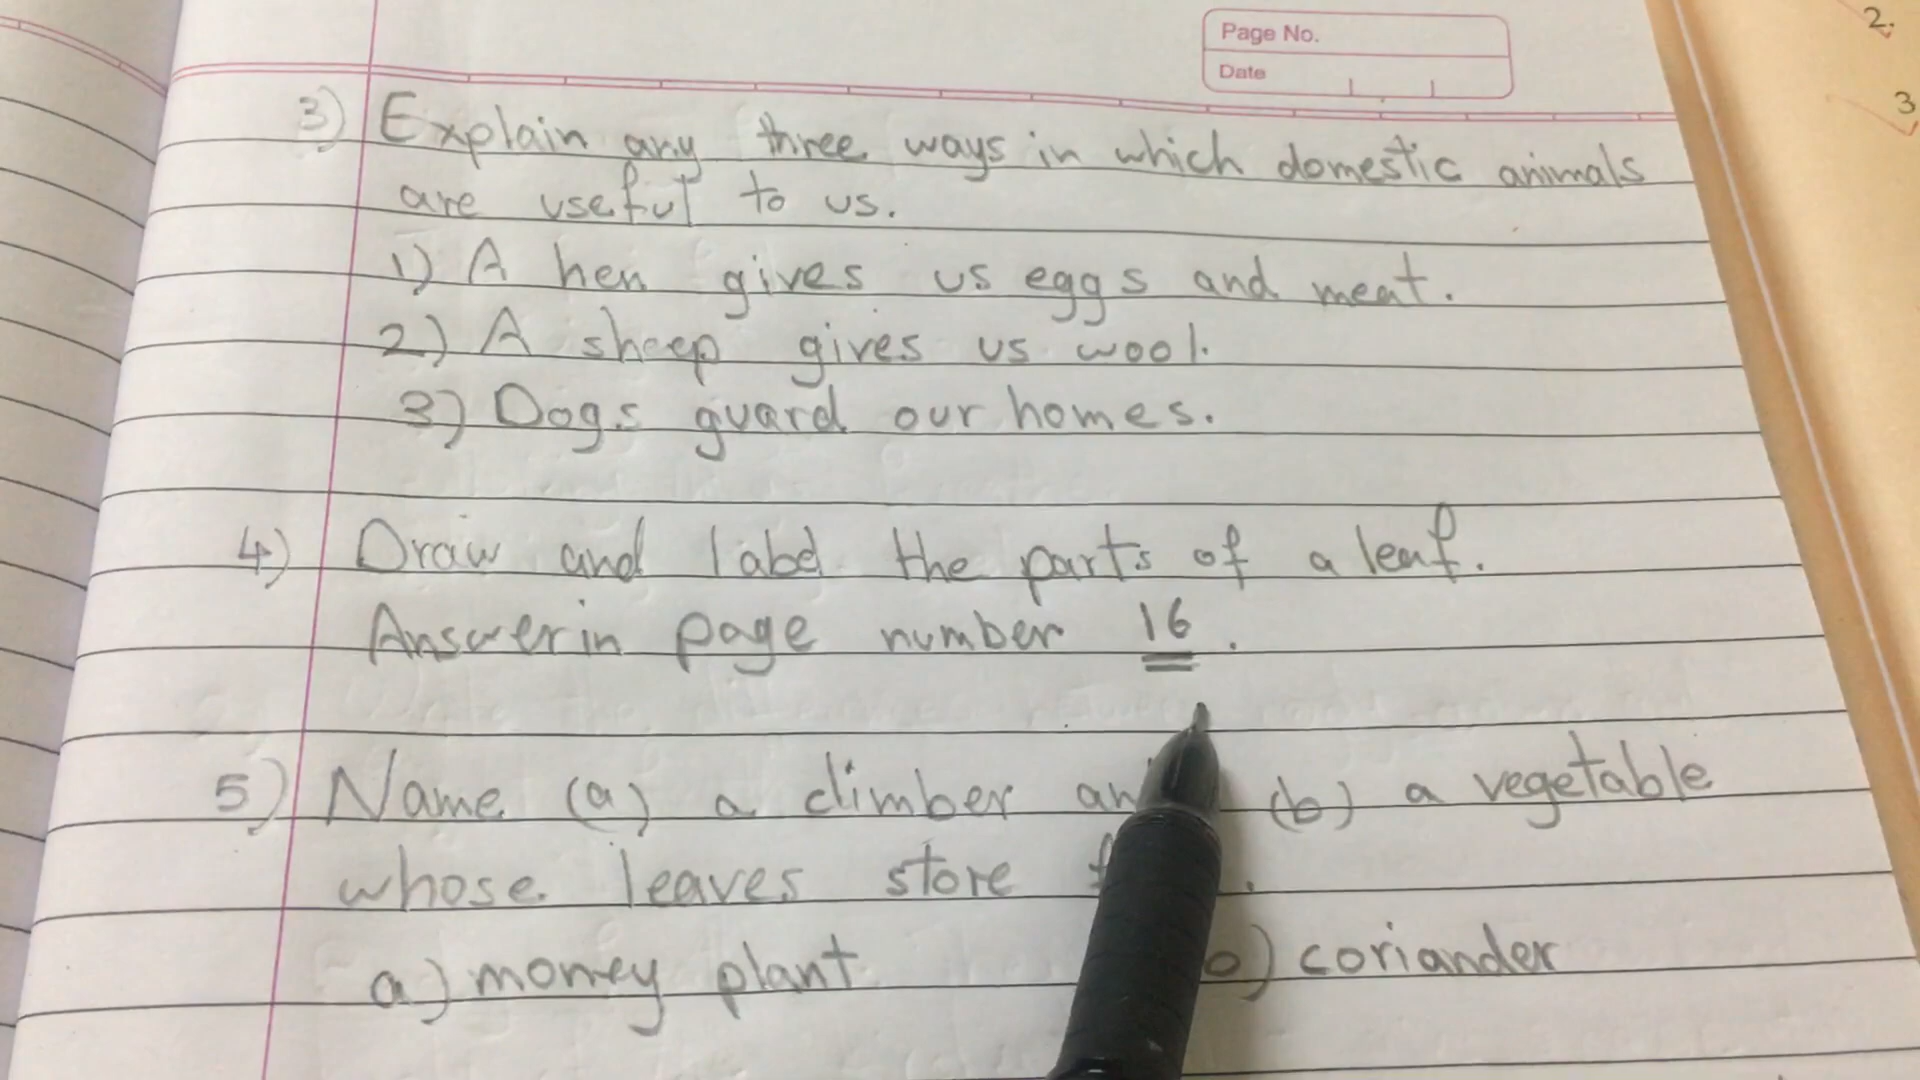 Page No.
Date
2.
3
3) Explain any three ways in which domestic animals
are useful to us.
1) A hen gives us eggs and meat.
2) A sheep gives us wool.
3) Dogs guard our homes.
4) Draw and label the parts of a leaf.
Answer in page number 16.
5) Name (a) a climber (b) a vegetable
whose leaves store
a) money plant
coriander